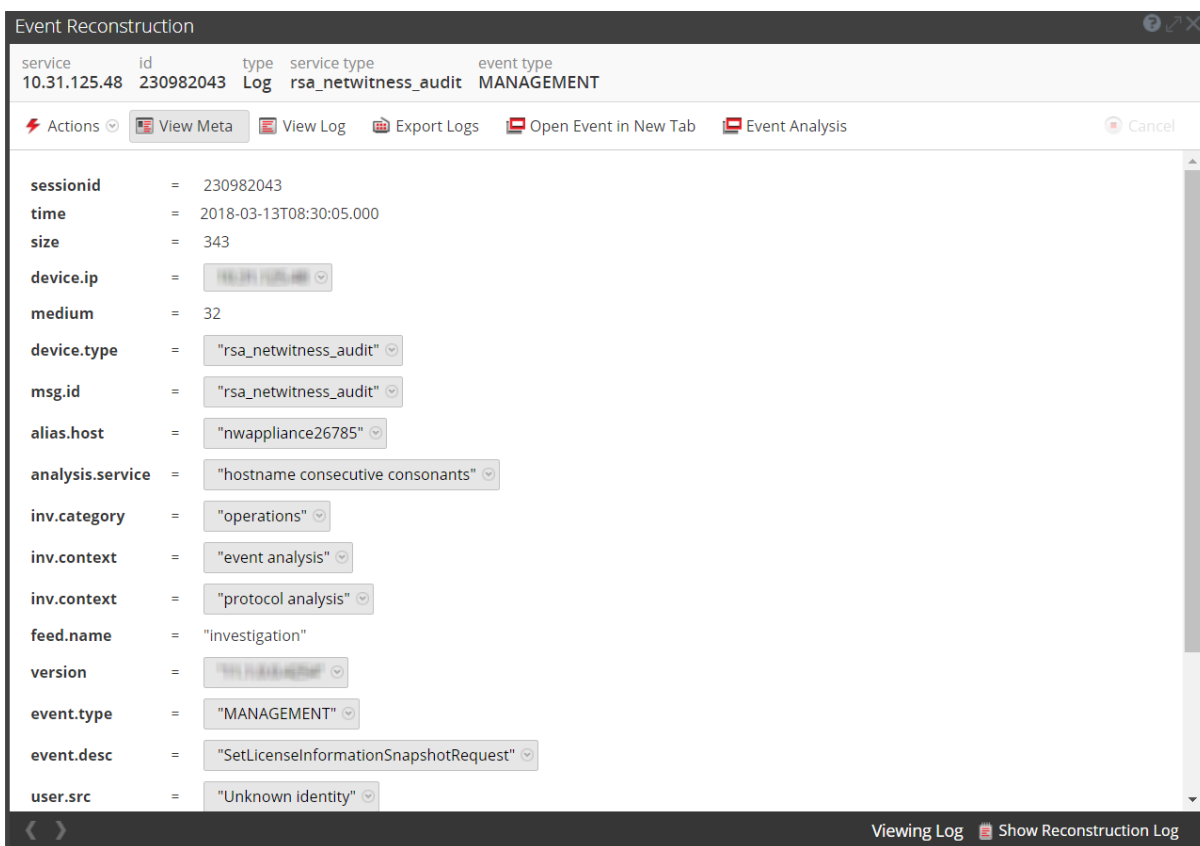 Event Reconstruction
service id type service type event type
10.31.125.48 230982043 Log rsa_netwitness_audit MANAGEMENT
Actions View Meta View Log Export Logs Open Event in New Tab Event Analysis Cancel
sessionid = 230982043
time = 2018-03-13T08:30:05.000
size = 343
device.ip =
medium = 32
device.type = "rsa_netwitness_audit"
msg.id = "rsa_netwitness_audit"
alias.host = "nwappliance26785"
analysis.service = "hostname consecutive consonants"
inv.category = "operations"
inv.context = "event analysis"
inv.context = "protocol analysis"
feed.name = "investigation"
version =
event.type = "MANAGEMENT"
event.desc = "SetLicenseInformationSnapshotRequest"
user.src = "Unknown identity"
Viewing Log Show Reconstruction Log